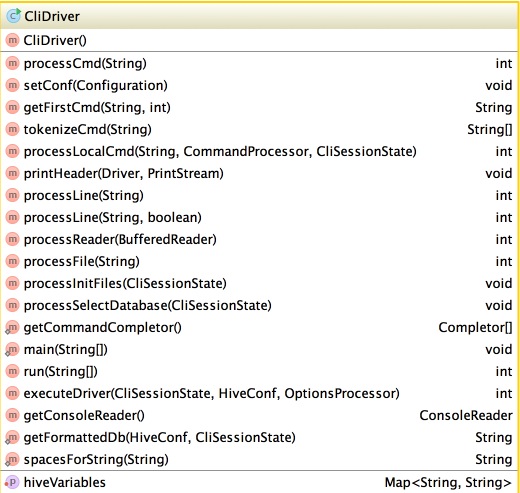 CliDriver
CliDriver()
processCmd(String) int
setConf(Configuration) void
getFirstCmd(String, int) String
tokenizeCmd(String) String[]
processLocalCmd(String, CommandProcessor, CliSessionState) int
printHeader(Driver, PrintStream) void
processLine(String) int
processLine(String, boolean) int
processReader(BufferedReader) int
processFile(String) int
processInitFiles(CliSessionState) void
processSelectDatabase(CliSessionState) void
getCommandCompletor() Completor[]
main(String[]) void
run(String[]) int
executeDriver(CliSessionState, HiveConf, OptionsProcessor) int
getConsoleReader() ConsoleReader
getFormattedDb(HiveConf, CliSessionState) String
spacesForString(String) String
hiveVariables Map<String, String>